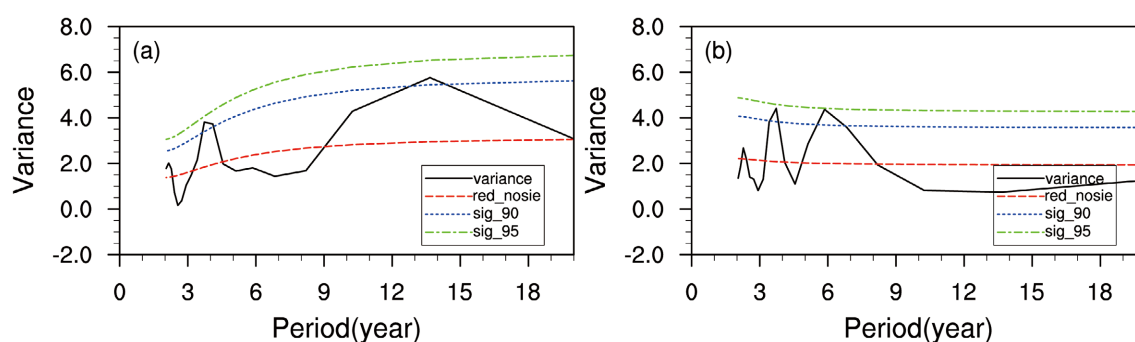 (a)
Variance
8.0
6.0
4.0
2.0
0.0
-2.0
0 3 6 9 12 15 18
Period(year)
variance
red_nosie
sig_90
sig_95
(b)
Variance
8.0
6.0
4.0
2.0
0.0
-2.0
0 3 6 9 12 15 18
Period(year)
variance
red_nosie
sig_90
sig_95